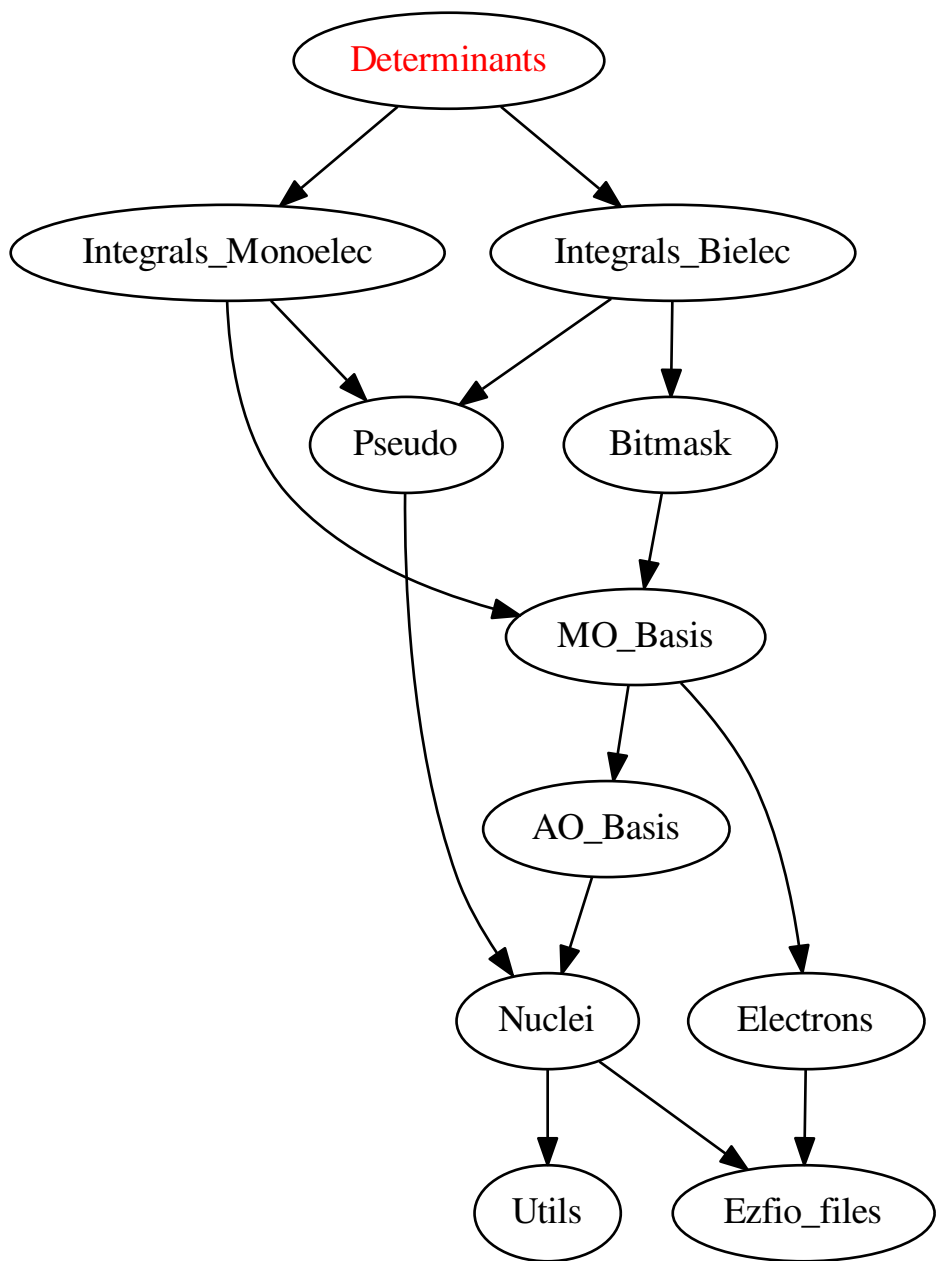 Determinants
Integrals_Monoelec
Integrals_Bielec
Pseudo
Bitmask
MO_Basis
AO_Basis
Nuclei
Electrons
Utils
Ezfio_files